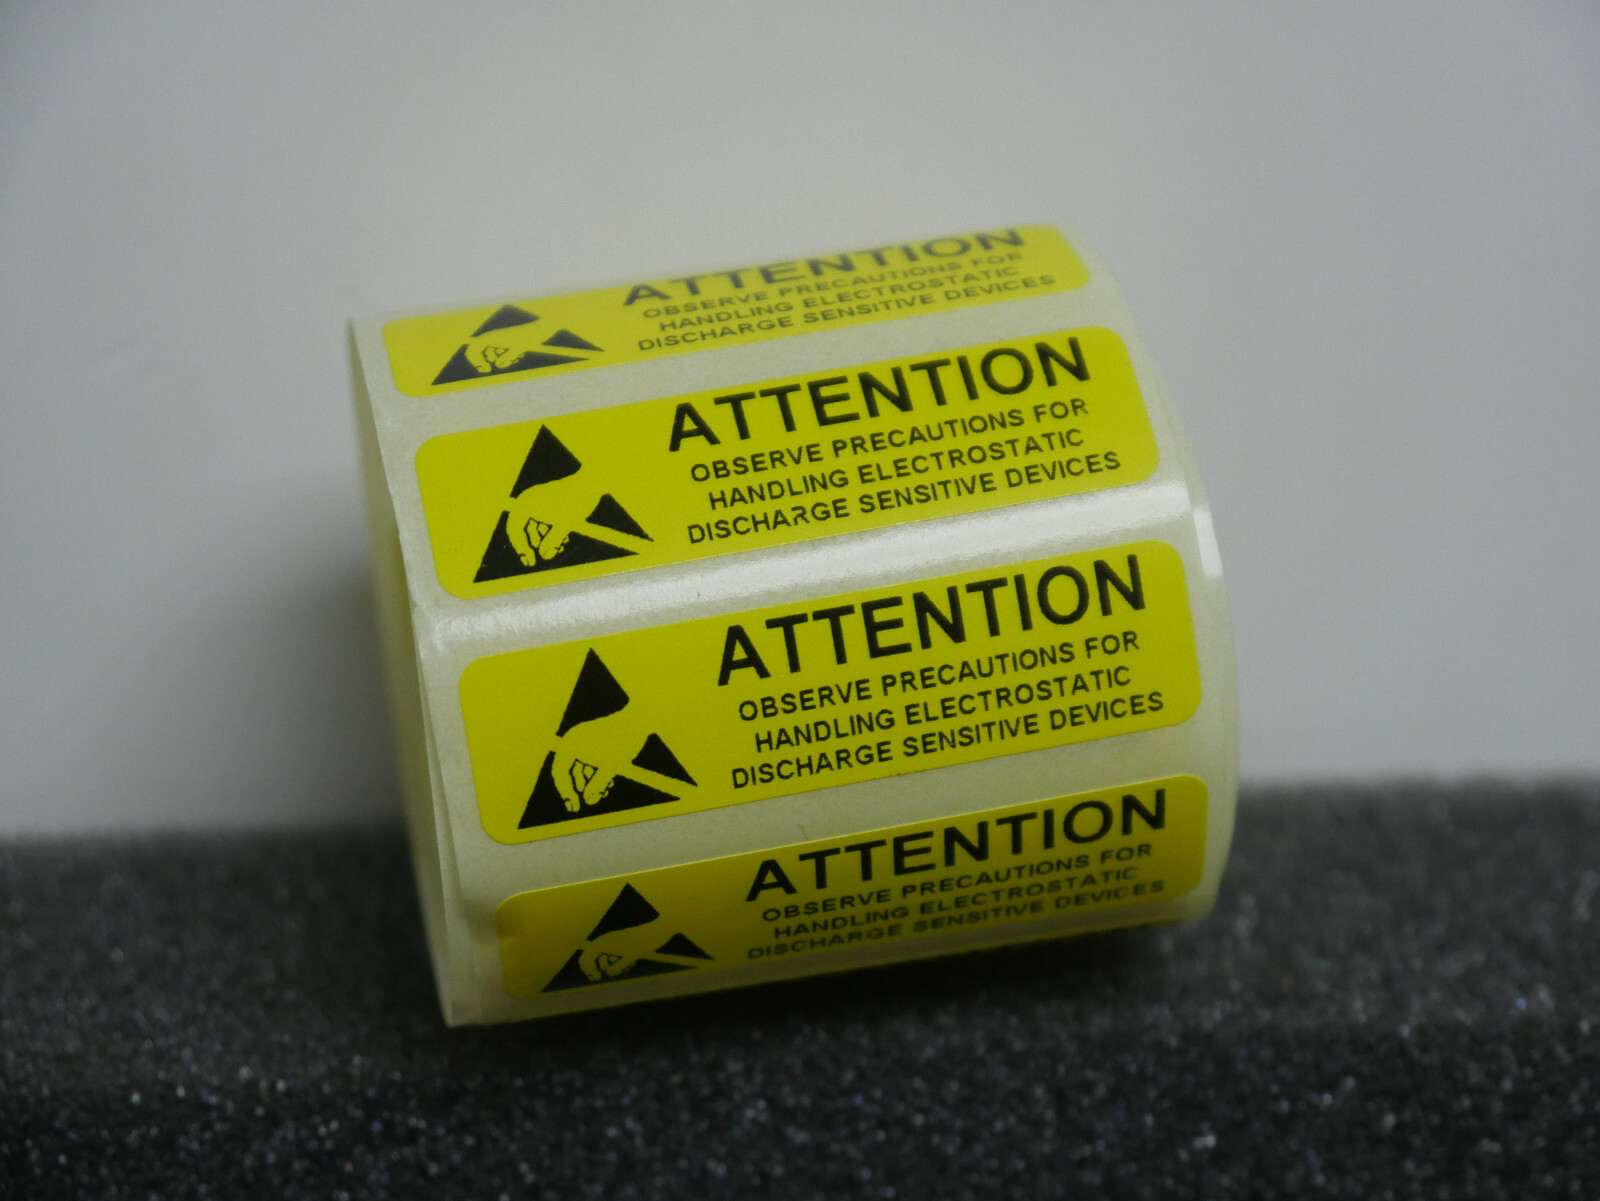 ATTENTION
OBSERVE PRECAUTIONS FOR
HANDLING ELECTROSTATIC
DISCHARGE SENSITIVE DEVICES
ATTENTION
OBSERVE PRECAUTIONS FOR
HANDLING ELECTROSTATIC
DISCHARGE SENSITIVE DEVICES
ATTENTION
OBSERVE PRECAUTIONS FOR
HANDLING ELECTROSTATIC
DISCHARGE SENSITIVE DEVICES
ATTENTION
OBSERVE PRECAUTIONS FOR
HANDLING ELECTROSTATIC
DISCHARGE SENSITIVE DEVICES